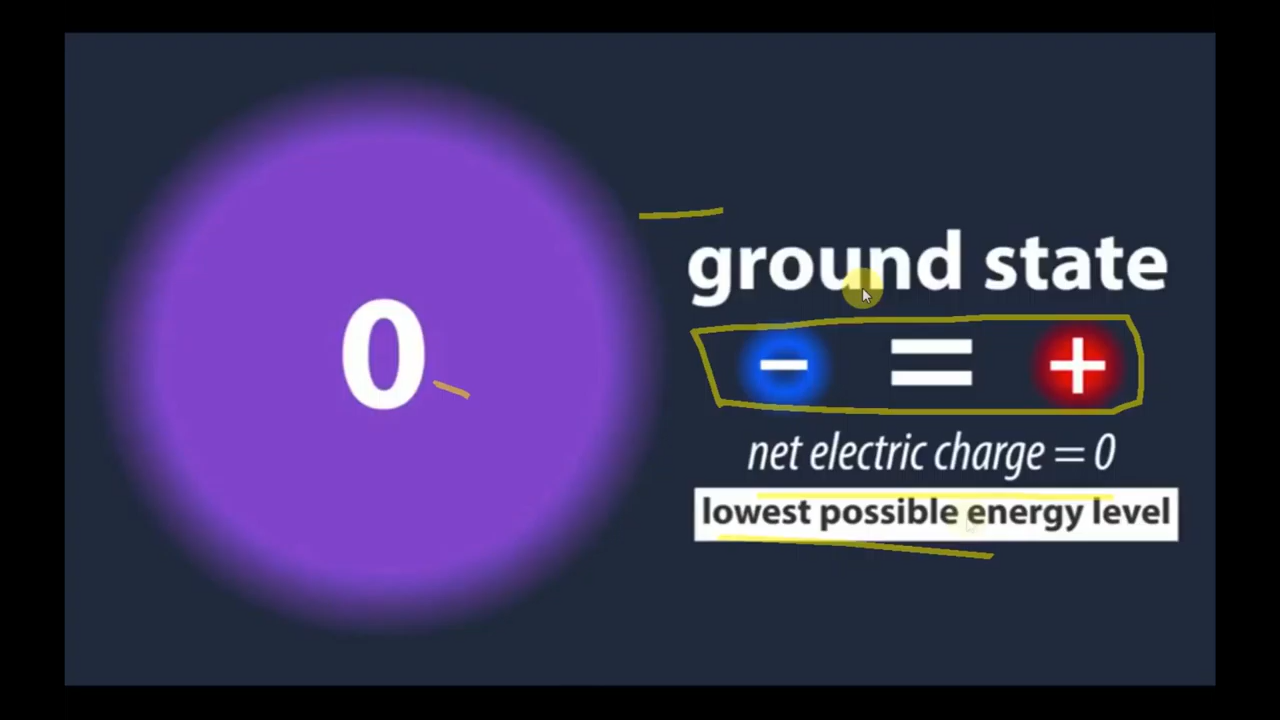 0
ground state
- = +
net electric charge = 0
lowest possible energy level